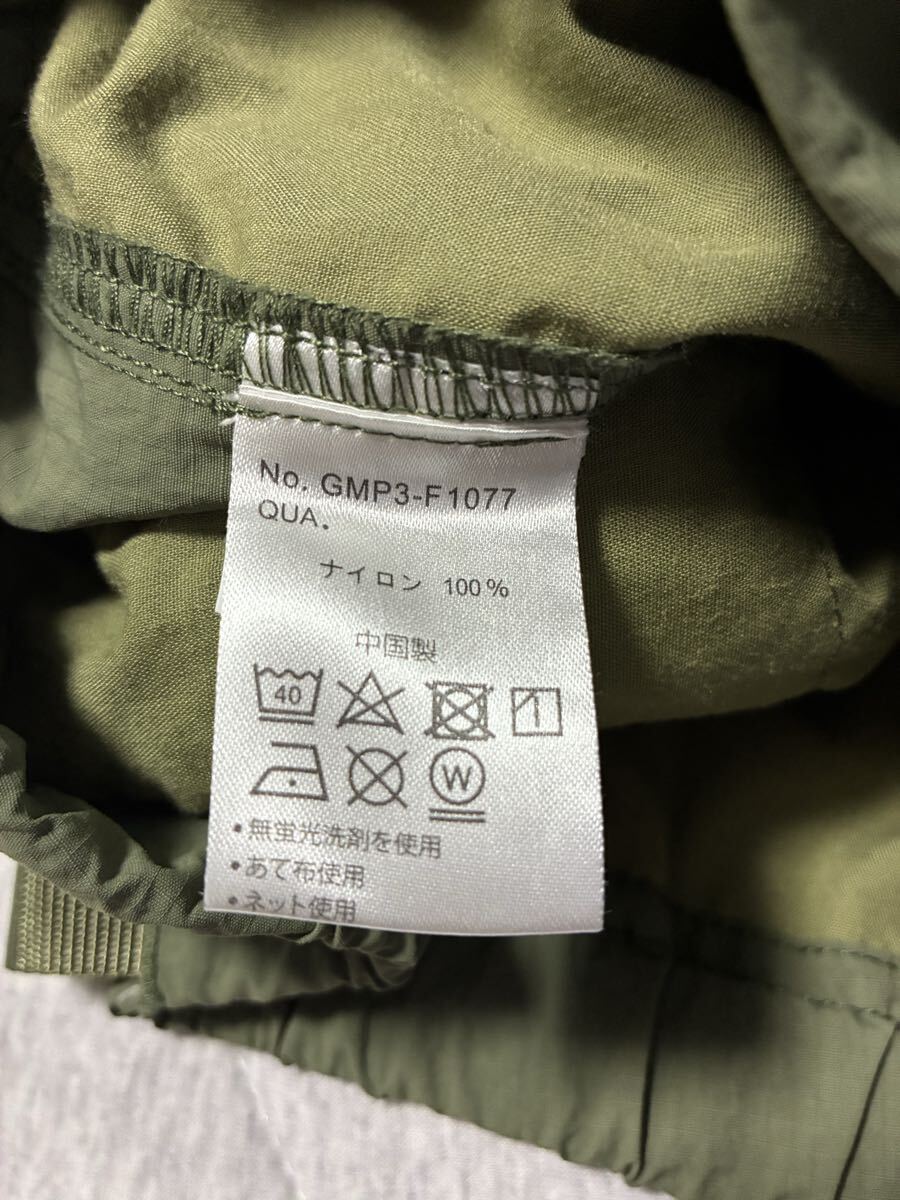 No. GMP3-F1077
QUA.
ナイロン 100%
中国製
40
W
•無蛍光洗剤を使用
•あて布使用
•ネット使用